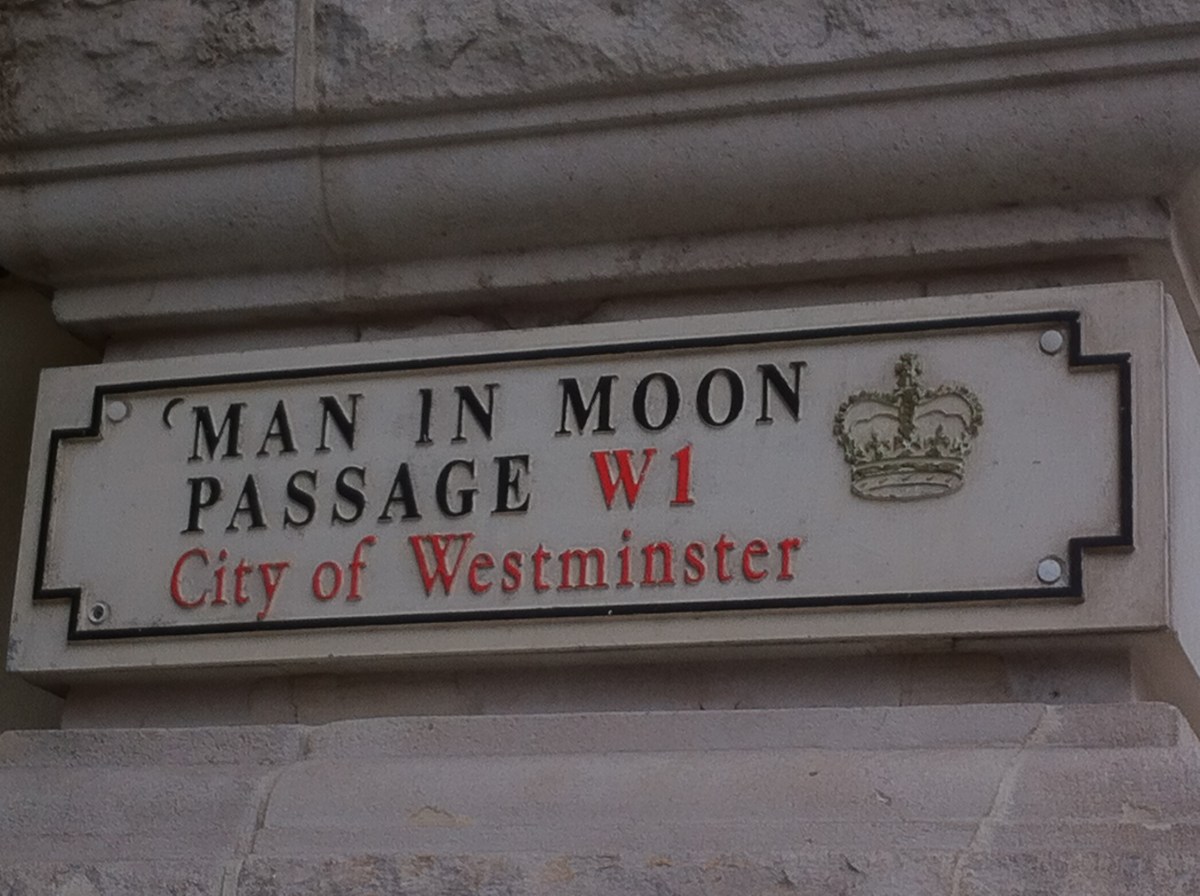 MAN IN MOON
PASSAGE W1
City of Westminster